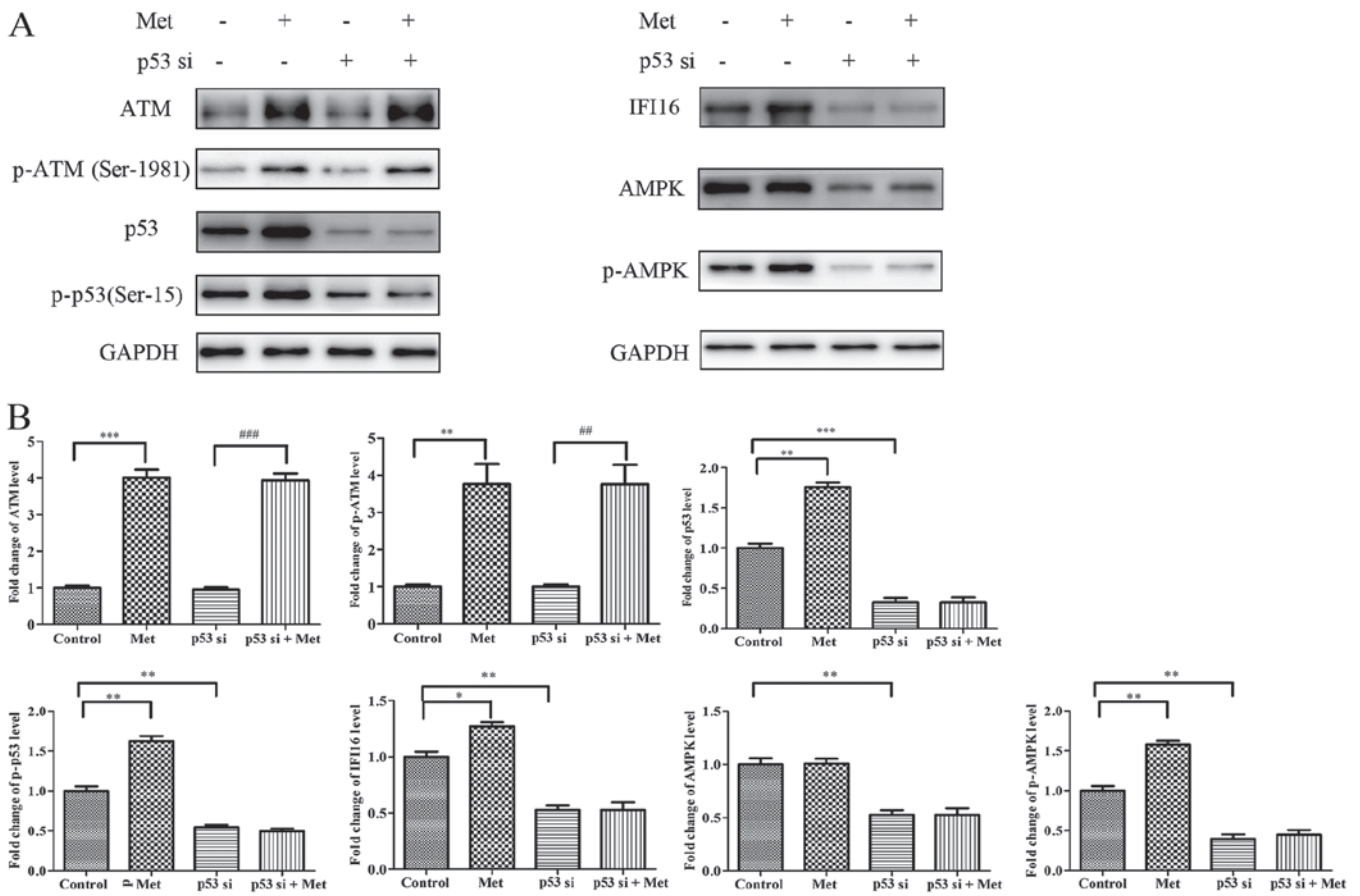 A
Met - + - +
p53 si - - + +
ATM
p-ATM (Ser-1981)
p53
p-p53(Ser-15)
GAPDH
Met - + - +
p53 si - - + +
IFI16
AMPK
p-AMPK
GAPDH
B
Fold change of ATM level
5
4
3
2
1
0
***
###
Control Met p53 si p53 si + Met
Fold change of p-ATM level
5
4
3
2
1
0
**
##
Control Met p53 si p53 si + Met
Fold change of p53 level
2.0
1.5
1.0
0.5
0.0
***
**
Control Met p53 si p53 si + Met
Fold change of p-p53 level
2.0
1.5
1.0
0.5
0.0
**
**
Control Met p53 si p53 si + Met
Fold change of IFI16 level
1.5
1.0
0.5
0.0
**
*
Control Met p53 si p53 si + Met
Fold change of AMPK level
1.5
1.0
0.5
0.0
**
Control Met p53 si p53 si + Met
Fold change of p-AMPK level
2.0
1.5
1.0
0.5
0.0
**
**
Control Met p53 si p53 si + Met